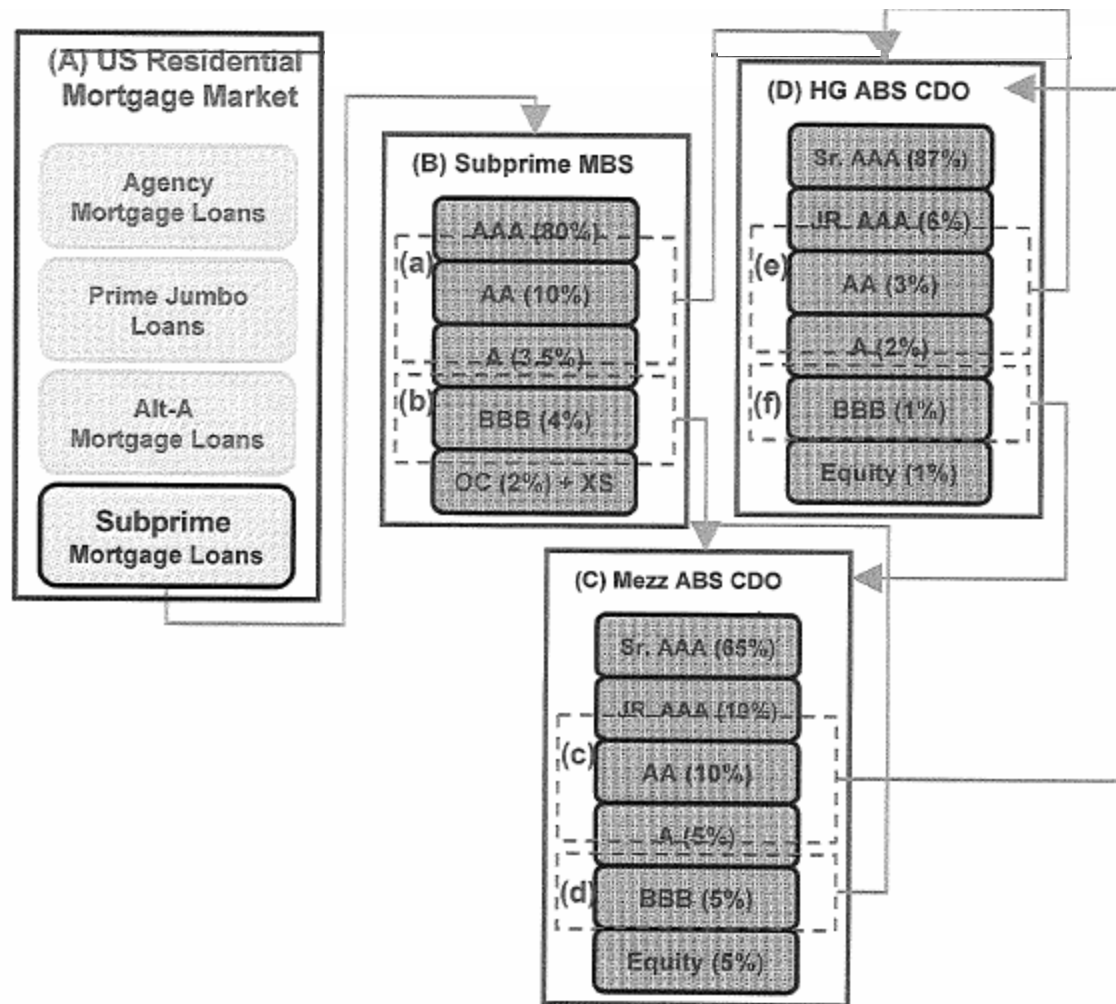 (A) US Residential
Mortgage Market
Agency
Mortgage Loans
Prime Jumbo
Loans
Alt-A
Mortgage Loans
Subprime
Mortgage Loans
(B) Subprime MBS
AAA (80%)
(a)
AA (10%)
A (3.5%)
(b)
BBB (4%)
OC (2%) + XS
(C) Mezz ABS CDO
Sr. AAA (65%)
JR. AAA (10%)
(c)
AA (10%)
A (5%)
(d)
BBB (5%)
Equity (5%)
(D) HG ABS CDO
Sr. AAA (87%)
JR. AAA (6%)
(e)
AA (3%)
A (2%)
(f)
BBB (1%)
Equity (1%)